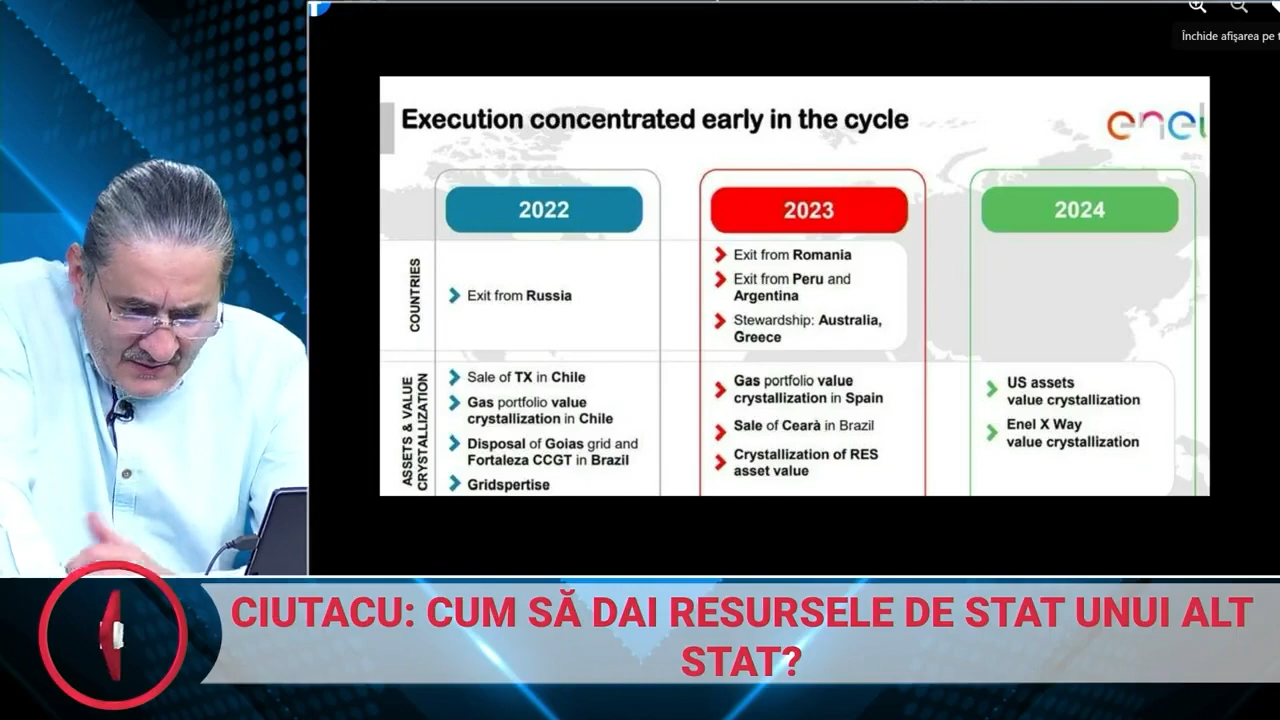 Închide afișarea pe t
Execution concentrated early in the cycle
enel
2022
2023
2024
COUNTRIES
Exit from Russia
Exit from Romania
Exit from Peru and
Argentina
Stewardship: Australia,
Greece
ASSETS & VALUE
CRYSTALLIZATION
Sale of TX in Chile
Gas portfolio value
crystallization in Chile
Disposal of Goias grid and
Fortaleza CCGT in Brazil
Gridspertise
Gas portfolio value
crystallization in Spain
Sale of Cearà in Brazil
Crystallization of RES
asset value
US assets
value crystallization
Enel X Way
value crystallization
CIUTACU: CUM SĂ DAI RESURSELE DE STAT UNUI ALT
STAT?